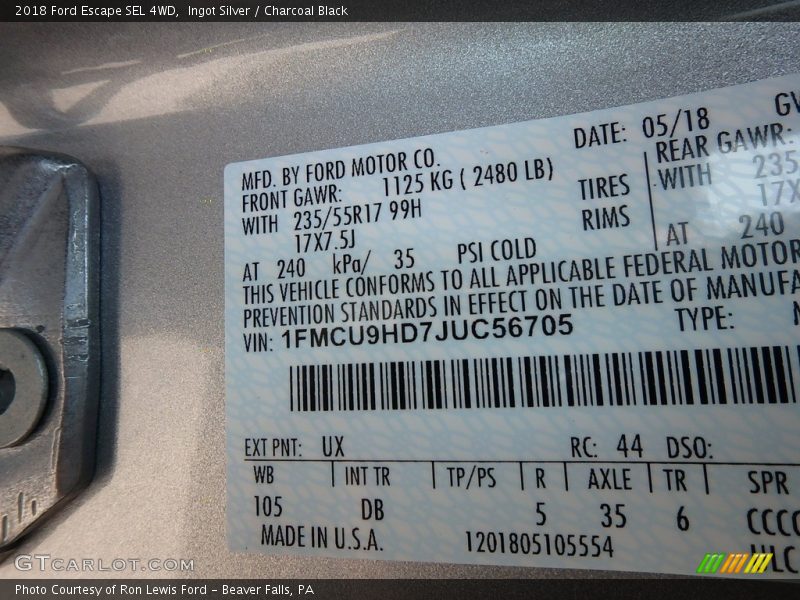 2018 Ford Escape SEL 4WD, Ingot Silver / Charcoal Black
MFD. BY FORD MOTOR CO.
DATE: 05/18
FRONT GAWR: 1125 KG ( 2480 LB)
REAR GAWR:
WITH 235/55R17 99H TIRES WITH 235
17X7.5J RIMS 17X
AT 240 kPa/ 35 PSI COLD AT 240
THIS VEHICLE CONFORMS TO ALL APPLICABLE FEDERAL MOTOR
PREVENTION STANDARDS IN EFFECT ON THE DATE OF MANUFA
VIN: 1FMCU9HD7JUC56705 TYPE:
EXT PNT: UX RC: 44 DSO:
WB INT TR TP/PS R AXLE TR SPR
105 DB 5 35 6 CCCC
MADE IN U.S.A. 1201805105554
GTCarLot.com
Photo Courtesy of Ron Lewis Ford - Beaver Falls, PA